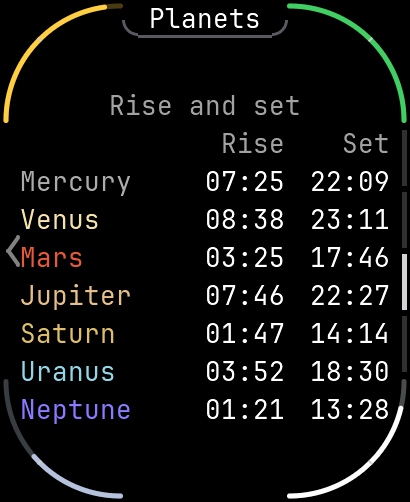 Planets
Rise and set
Rise Set
Mercury 07:25 22:09
Venus 08:38 23:11
Mars 03:25 17:46
Jupiter 07:46 22:27
Saturn 01:47 14:14
Uranus 03:52 18:30
Neptune 01:21 13:28